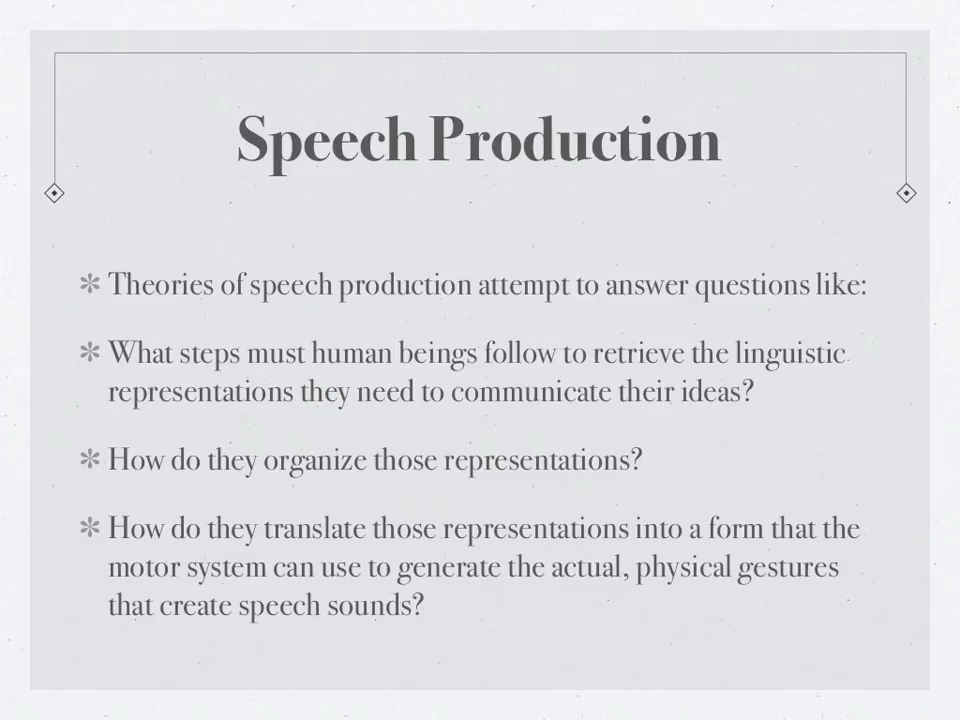 Speech Production
✻ Theories of speech production attempt to answer questions like:
✻ What steps must human beings follow to retrieve the linguistic
representations they need to communicate their ideas?
✻ How do they organize those representations?
✻ How do they translate those representations into a form that the
motor system can use to generate the actual, physical gestures
that create speech sounds?